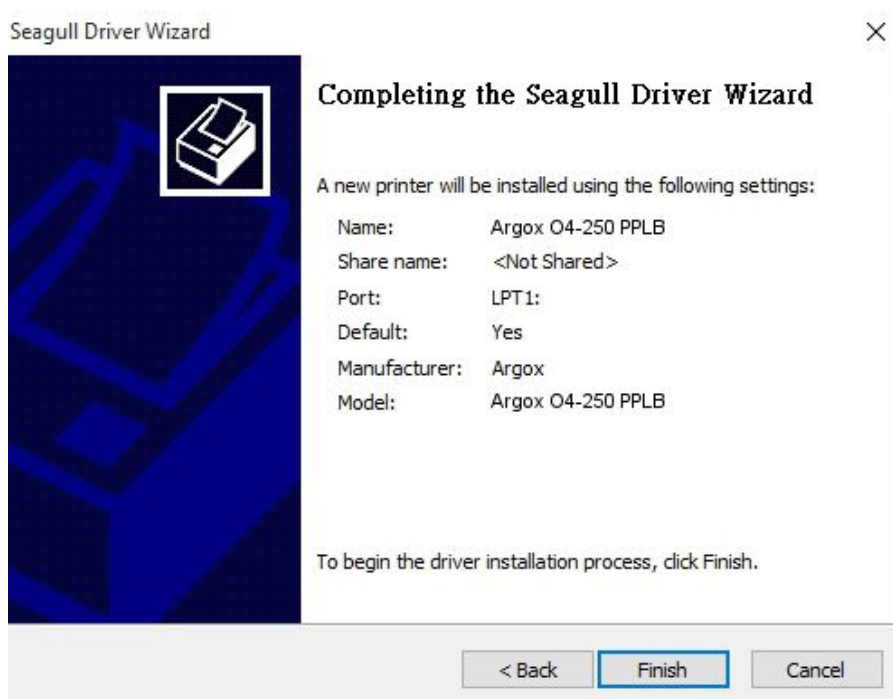 Seagull Driver Wizard
Completing the Seagull Driver Wizard
A new printer will be installed using the following settings:
Name: Argox O4-250 PPLB
Share name: <Not Shared>
Port: LPT1:
Default: Yes
Manufacturer: Argox
Model: Argox O4-250 PPLB
To begin the driver installation process, click Finish.
< Back Finish Cancel